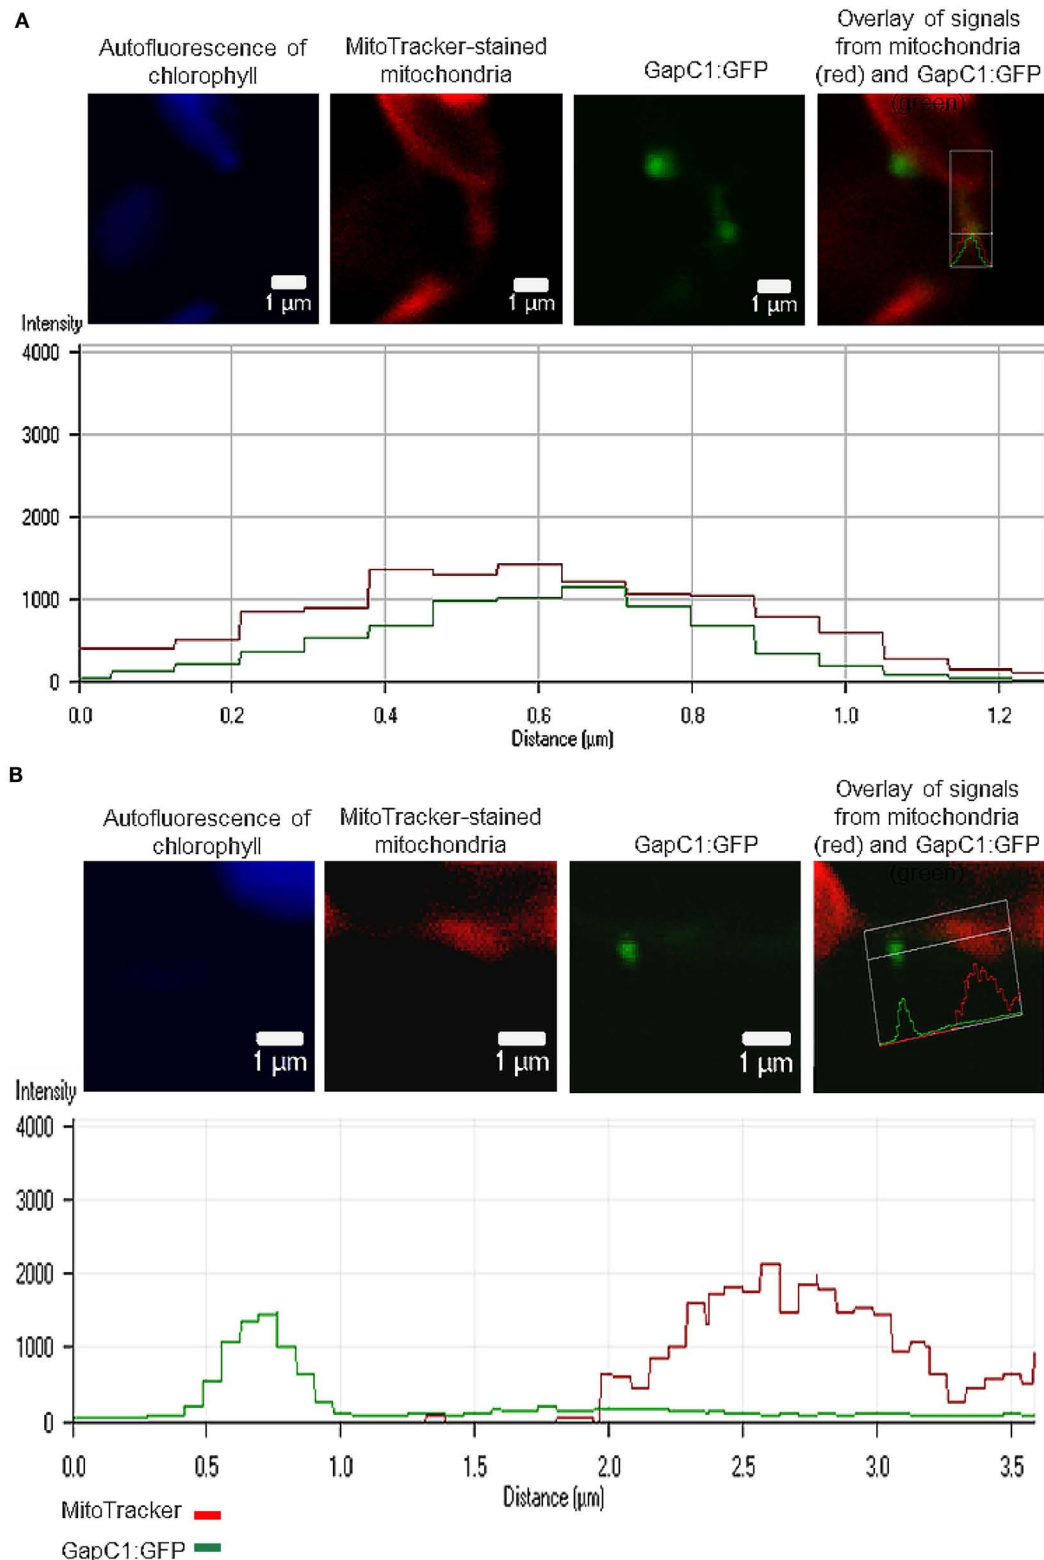 A
Autofluorescence of
chlorophyll
MitoTracker-stained
mitochondria
GapC1:GFP
Overlay of signals
from mitochondria
(red) and GapC1:GFP
(green)
1 μm
1 μm
1 μm
Intensity
4000
3000
2000
1000
0
0.0 0.2 0.4 0.6 0.8 1.0 1.2
Distance (μm)
B
Autofluorescence of
chlorophyll
MitoTracker-stained
mitochondria
GapC1:GFP
Overlay of signals
from mitochondria
(red) and GapC1:GFP
(green)
1 μm
1 μm
1 μm
Intensity
4000
3000
2000
1000
0
0.0 0.5 1.0 1.5 2.0 2.5 3.0 3.5
Distance (μm)
MitoTracker
GapC1:GFP